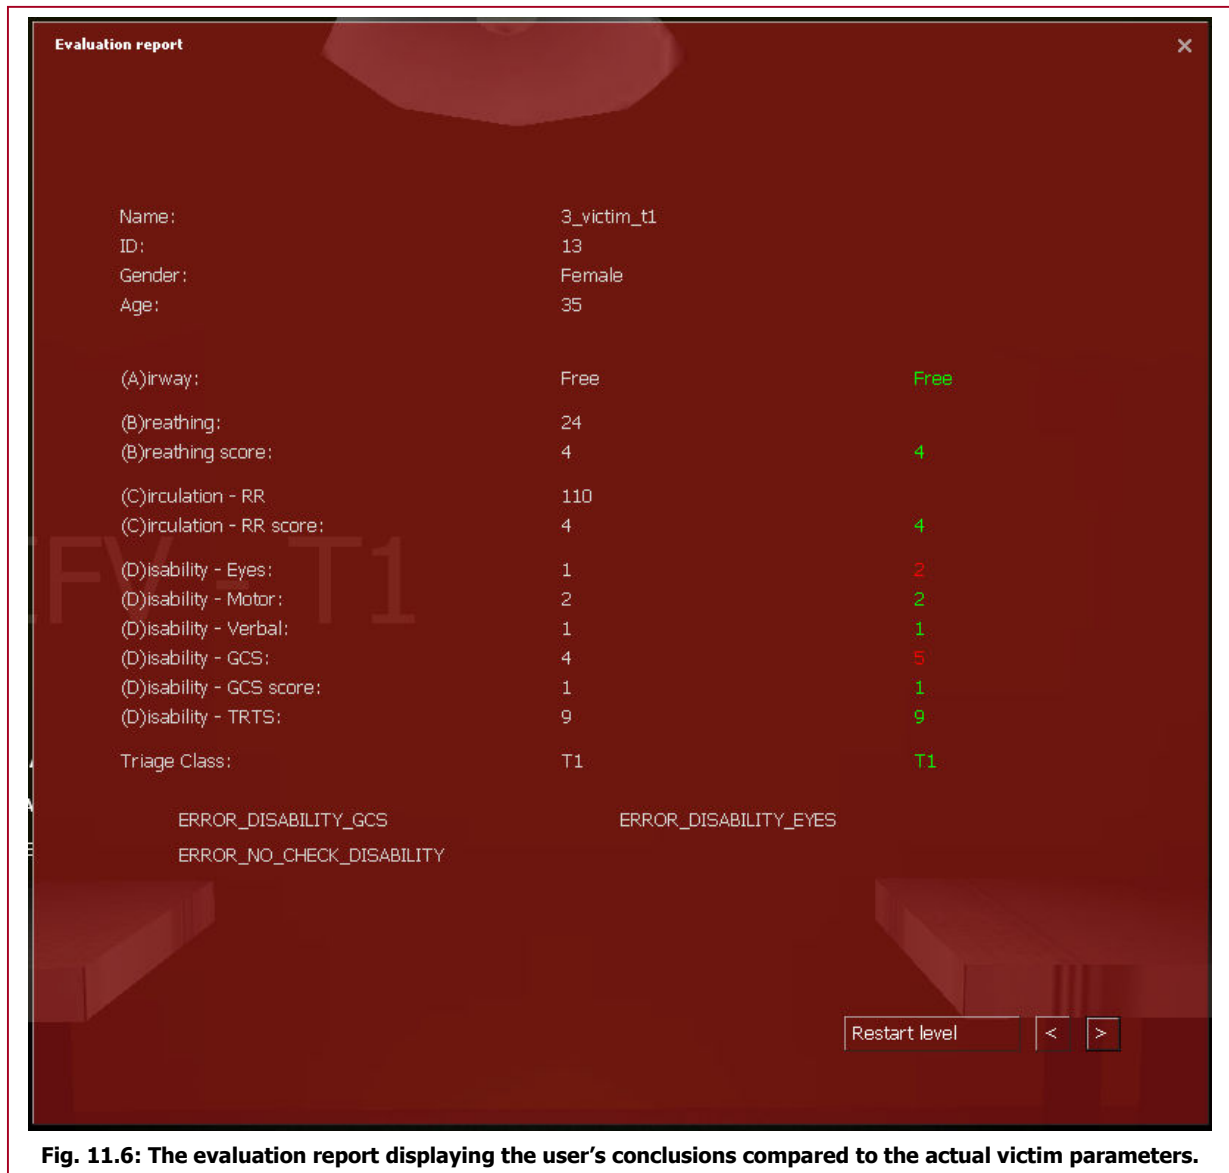 Evaluation report ×
Name: 3_victim_t1
ID: 13
Gender: Female
Age: 35
(A)irway: Free Free
(B)reathing: 24
(B)reathing score: 4 4
(C)irculation - RR 110
(C)irculation - RR score: 4 4
(D)isability - Eyes: 1 2
(D)isability - Motor: 2 2
(D)isability - Verbal: 1 1
(D)isability - GCS: 4 5
(D)isability - GCS score: 1 1
(D)isability - TRTS: 9 9
Triage Class: T1 T1
ERROR_DISABILITY_GCS ERROR_DISABILITY_EYES
ERROR_NO_CHECK_DISABILITY
Restart level < >
Fig. 11.6: The evaluation report displaying the user’s conclusions compared to the actual victim parameters.